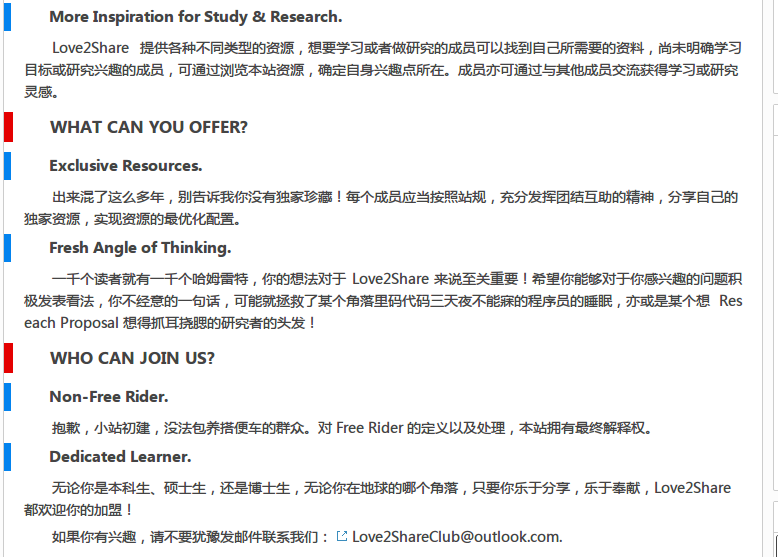 More Inspiration for Study & Research.
Love2Share 提供各种不同类型的资源，想要学习或者做研究的成员可以找到自己所需要的资料，尚未明确学习
目标或研究兴趣的成员，可通过浏览本站资源，确定自身兴趣点所在。成员亦可通过与其他成员交流获得学习或研究
灵感。
WHAT CAN YOU OFFER?
Exclusive Resources.
出来混了这么多年，别告诉我你没有独家珍藏！每个成员应当按照站规，充分发挥团结互助的精神，分享自己的
独家资源，实现资源的最优化配置。
Fresh Angle of Thinking.
一千个读者就有一千个哈姆雷特，你的想法对于 Love2Share 来说至关重要！希望你能够对于你感兴趣的问题积
极发表看法，你不经意的一句话，可能就拯救了某个角落里码代码三天夜不能寐的程序员的睡眠，亦或是某个想 Res
each Proposal 想得抓耳挠腮的研究者的头发！
WHO CAN JOIN US?
Non-Free Rider.
抱歉，小站初建，没法包养搭便车的群众。对 Free Rider 的定义以及处理，本站拥有最终解释权。
Dedicated Learner.
无论你是本科生、硕士生，还是博士生，无论你在地球的哪个角落，只要你乐于分享，乐于奉献，Love2Share
都欢迎你的加盟！
如果你有兴趣，请不要犹豫发邮件联系我们： Love2ShareClub@outlook.com.